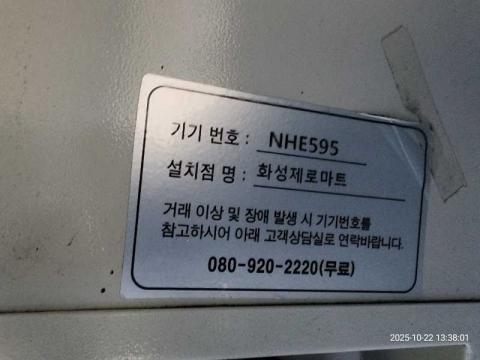 기기 번호 : NHE595
설치점 명 : 화성제로마트
거래 이상 및 장애 발생 시 기기번호를
참고하시어 아래 고객상담실로 연락바랍니다.
080-920-2220(무료)
2025-10-22 13:38:01